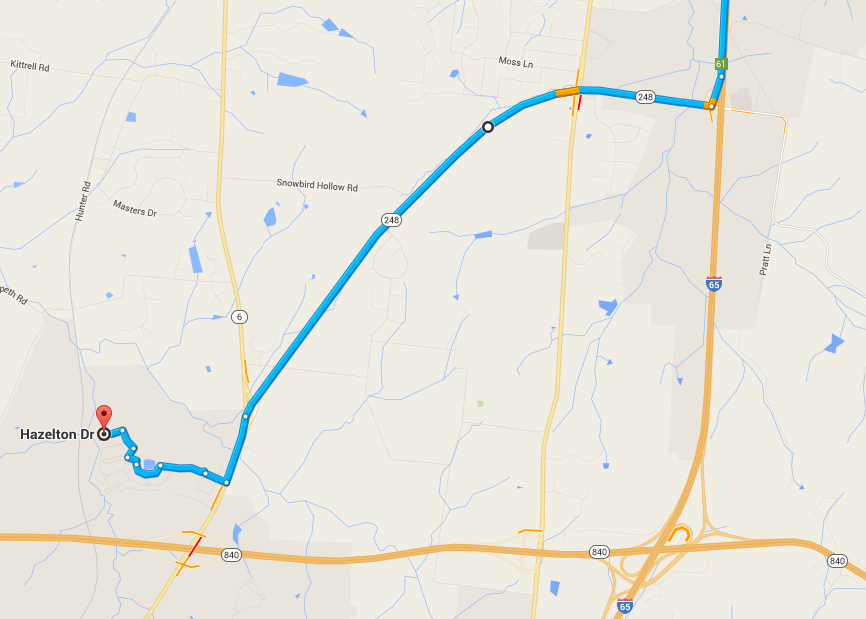 Kittrell Rd
Moss Ln
61
248
Hunter Rd
Snowbird Hollow Rd
Masters Dr
248
Pratt Ln
65
peth Rd
6
Hazelton Dr
840
840
840
65